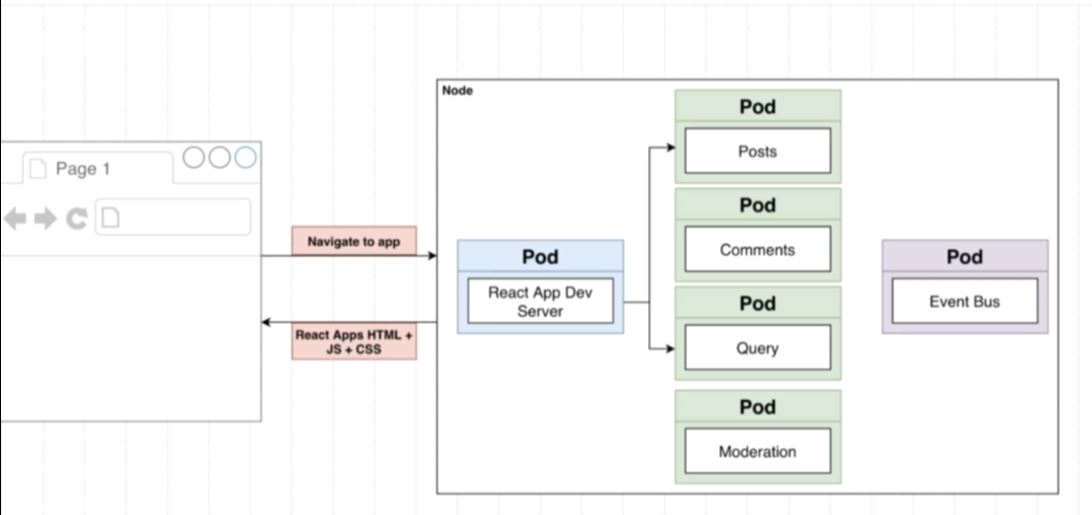 Node
Page 1
Navigate to app
React Apps HTML +
JS + CSS
Pod
React App Dev
Server
Pod
Posts
Pod
Comments
Pod
Query
Pod
Moderation
Pod
Event Bus